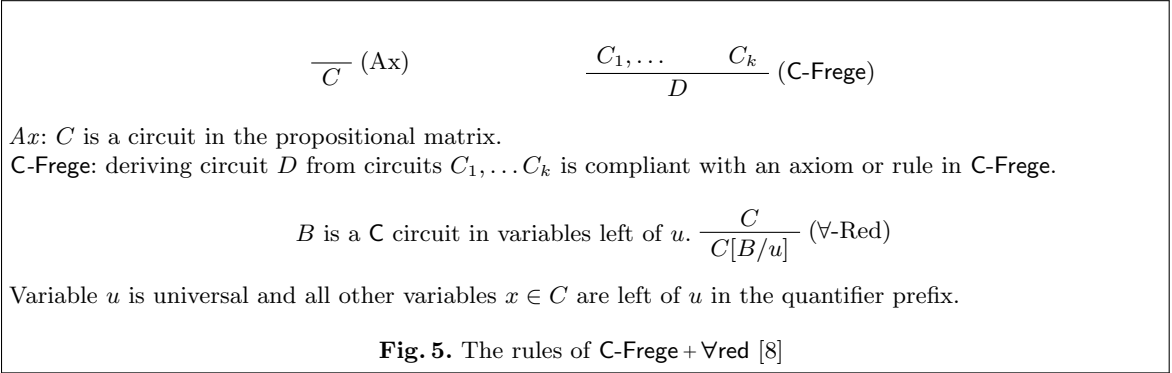 C (Ax)
C₁, … Cₖ
D (C-Frege)
Ax: C is a circuit in the propositional matrix.
C-Frege: deriving circuit D from circuits C₁, … Cₖ is compliant with an axiom or rule in C-Frege.
B is a C circuit in variables left of u. C
C[B/u] (∀-Red)
Variable u is universal and all other variables x ∈ C are left of u in the quantifier prefix.
Fig. 5. The rules of C-Frege + ∀red [8]